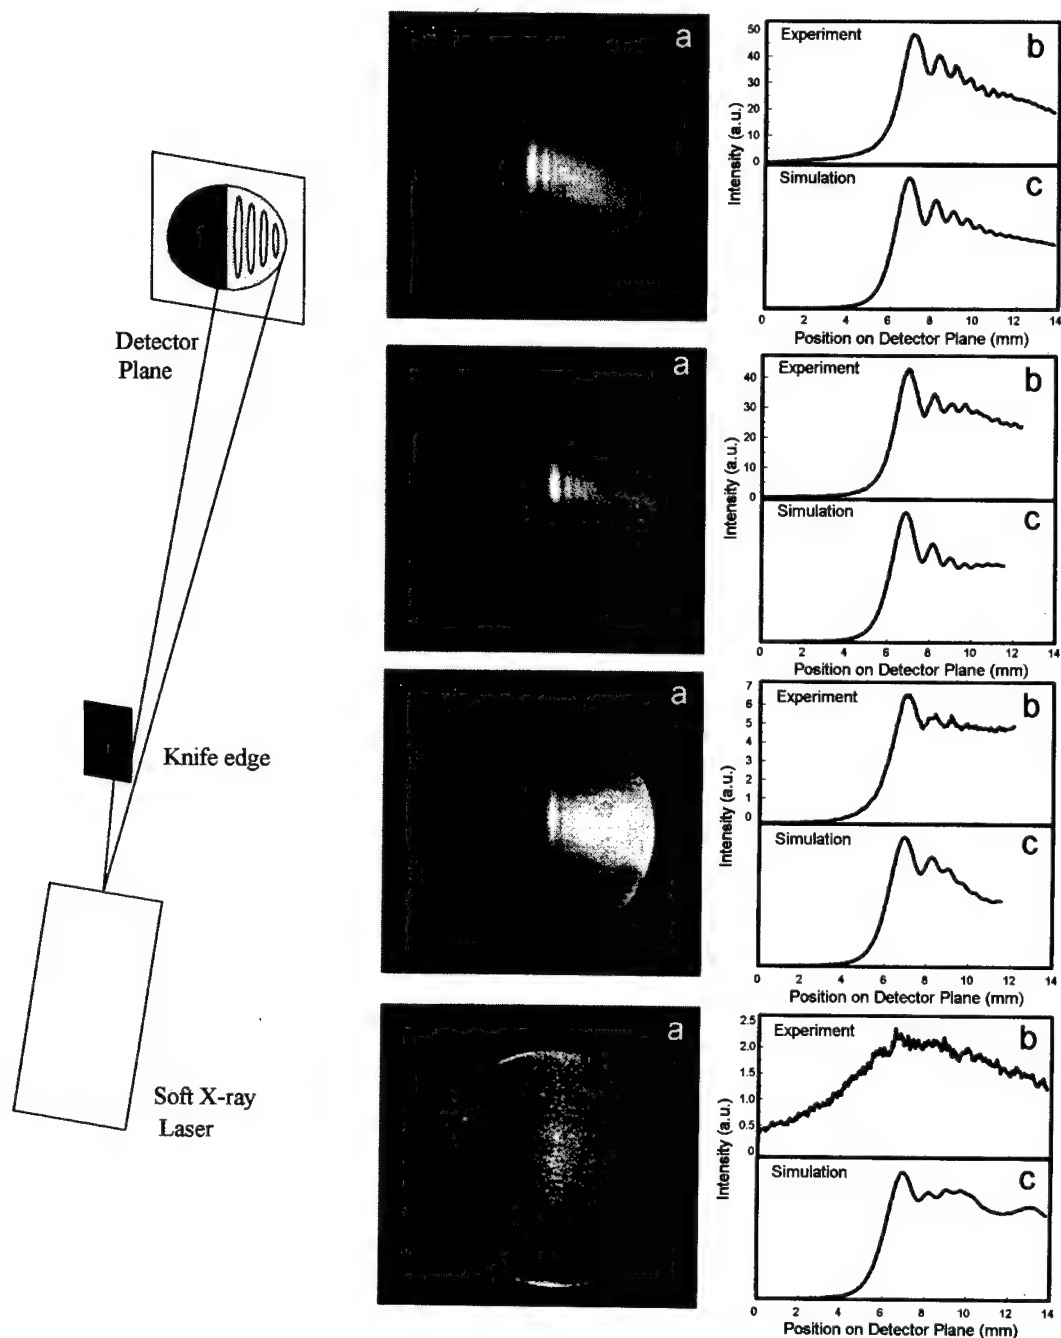 Detector
Plane
Knife edge
Soft X-ray
Laser
a
Experiment
b
50
40
30
20
10
0
Intensity (a.u.)
Simulation
c
0 2 4 6 8 10 12 14
Position on Detector Plane (mm)
a
Experiment
b
40
30
20
10
0
Intensity (a.u.)
Simulation
c
0 2 4 6 8 10 12 14
Position on Detector Plane (mm)
a
7
Experiment
b
6
5
4
3
2
1
0
Intensity (a.u.)
Simulation
c
0 2 4 6 8 10 12 14
Position on Detector Plane (mm)
a
2.5
Experiment
b
2.0
1.5
1.0
0.5
0
Intensity (a.u.)
Simulation
c
0 2 4 6 8 10 12 14
Position on Detector Plane (mm)